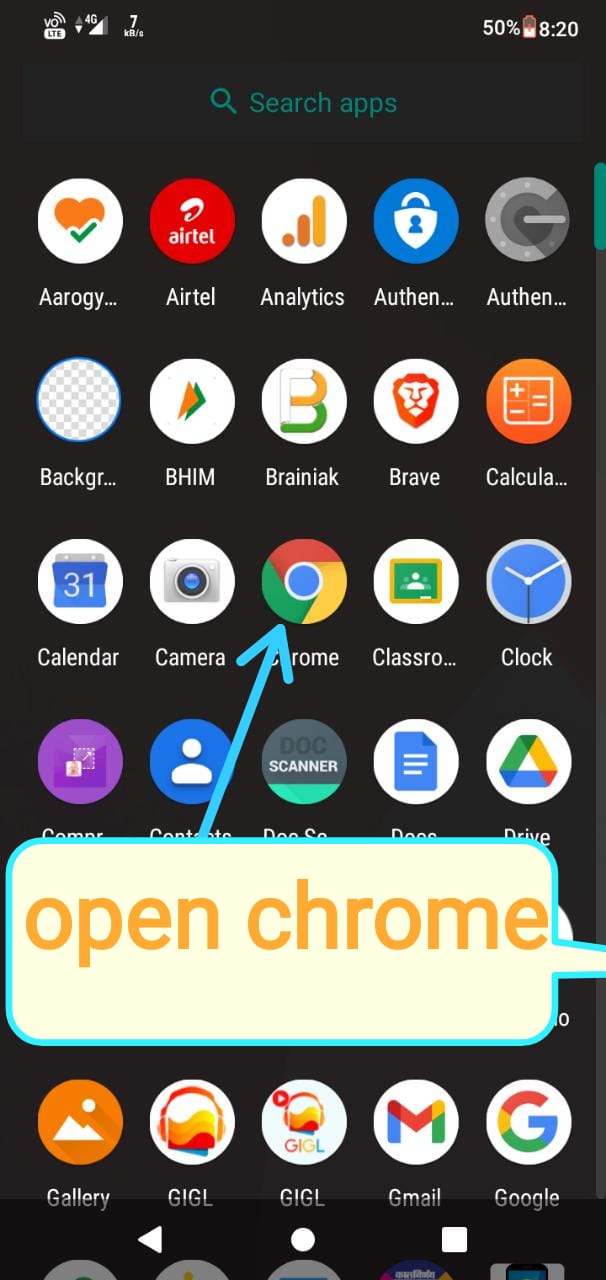 VO LTE 4G 7 kB/s 50% 8:20
Search apps
airtel
Aarogy... Airtel Analytics Authen... Authen...
Backgr... BHIM Brainiak Brave Calcula...
31
Calendar Camera Chrome Classro... Clock
DOC SCANNER
Compr... Contacts Doc Sc... Docs Drive
open chrome
GIGL
Gallery GIGL GIGL Gmail Google
कालनिर्णय